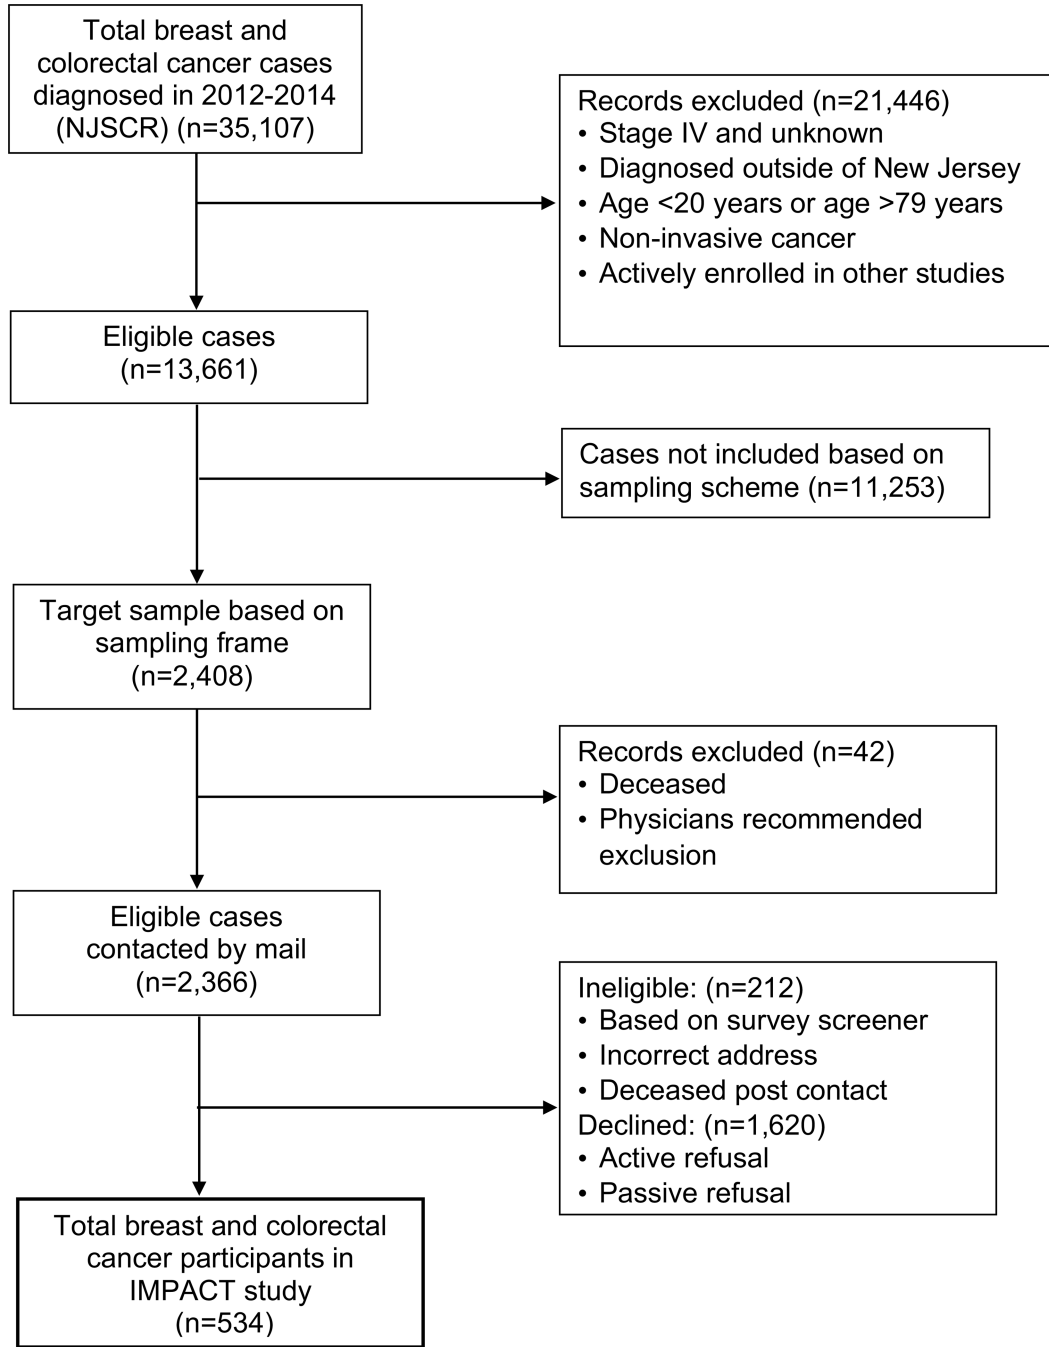 Total breast and
colorectal cancer cases
diagnosed in 2012-2014
(NJSCR) (n=35,107)
Records excluded (n=21,446)
• Stage IV and unknown
• Diagnosed outside of New Jersey
• Age <20 years or age >79 years
• Non-invasive cancer
• Actively enrolled in other studies
Eligible cases
(n=13,661)
Cases not included based on
sampling scheme (n=11,253)
Target sample based on
sampling frame
(n=2,408)
Records excluded (n=42)
• Deceased
• Physicians recommended
exclusion
Eligible cases
contacted by mail
(n=2,366)
Ineligible: (n=212)
• Based on survey screener
• Incorrect address
• Deceased post contact
Declined: (n=1,620)
• Active refusal
• Passive refusal
Total breast and colorectal
cancer participants in
IMPACT study
(n=534)